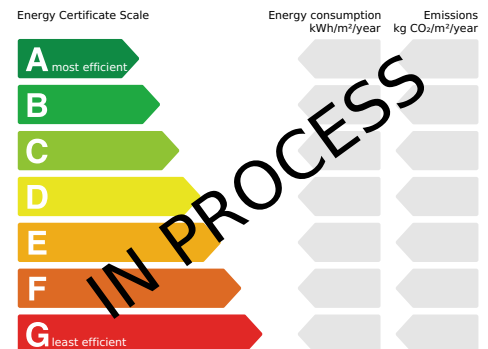 Energy Certificate Scale
Energy consumption
kWh/m²/year
Emissions
kg CO₂/m²/year
A most efficient
B
C
D
E
F
G least efficient
IN PROCESS